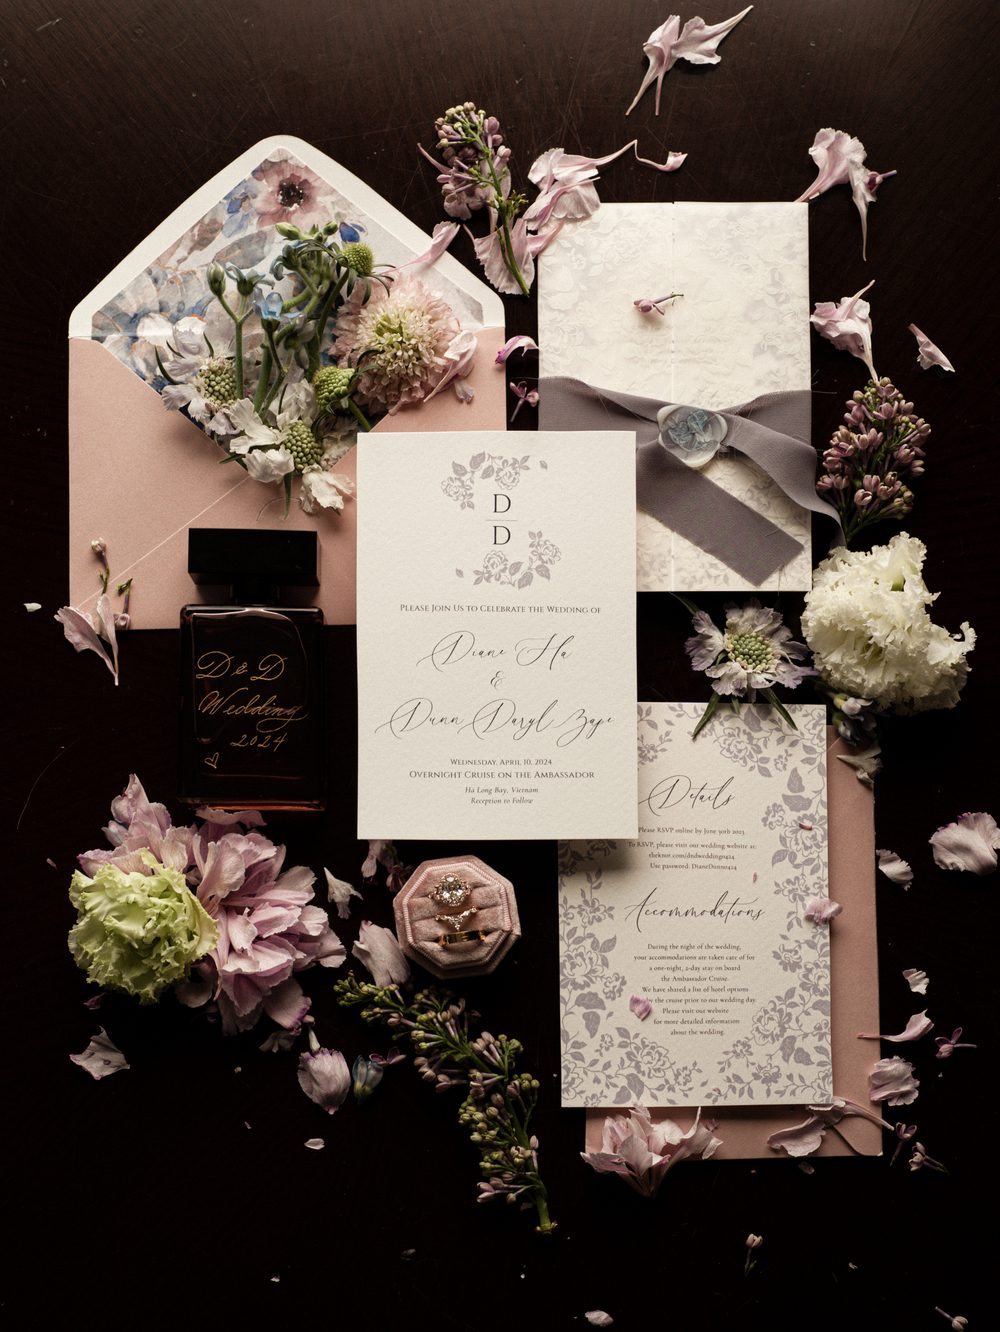 D
D
Please Join Us to Celebrate the Wedding of
Diane Ha
&
Dunn Daryl Zape
Wednesday, April 10, 2024
Overnight Cruise on the Ambassador
Ha Long Bay, Vietnam
Reception to Follow
D & D
Wedding
2024
Details
Please RSVP online by June 30th 2023
To RSVP, please visit our wedding website at:
theknot.com/dndwedding0424
Use password: DianeDunn0424
Accommodations
During the night of the wedding,
your accommodations are taken care of for
a one-night, 2-day stay on board
the Ambassador Cruise.
We have shared a list of hotel options
by the cruise prior to our wedding day
Please visit our website
for more detailed information
about the wedding.